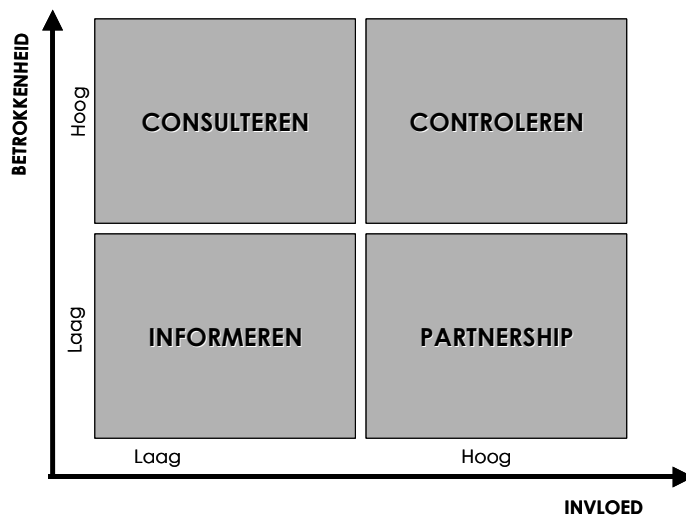 BETROKKENHEID
Hoog
CONSULTEREN
CONTROLEREN
Laag
INFORMEREN
PARTNERSHIP
Laag
Hoog
INVLOED